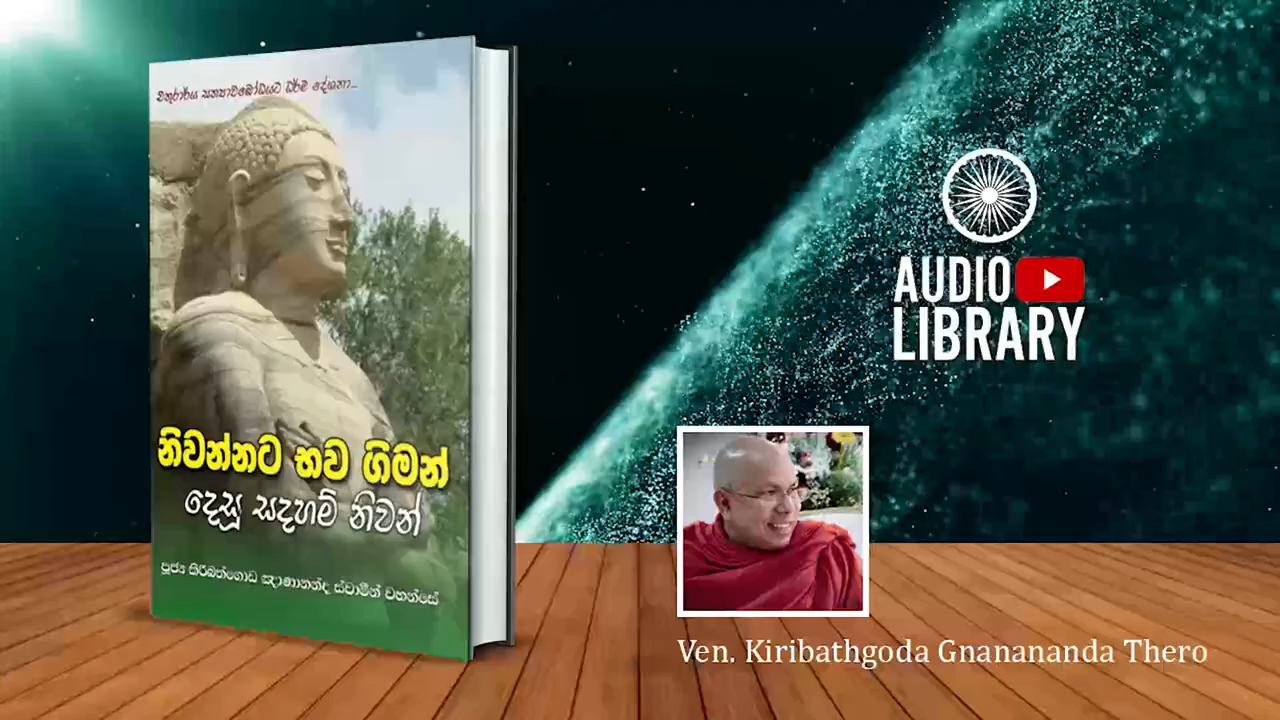 චතුරාර්ය සත්‍යාවබෝධයට ධර්ම දේශනා...
නිවන්නට භව ගිමන්
දෙසූ සදහම් නිවන්
පූජ්‍ය කිරිබත්ගොඩ ඤාණානන්ද ස්වාමීන් වහන්සේ
AUDIO
LIBRARY
Ven. Kiribathgoda Gnanananda Thero